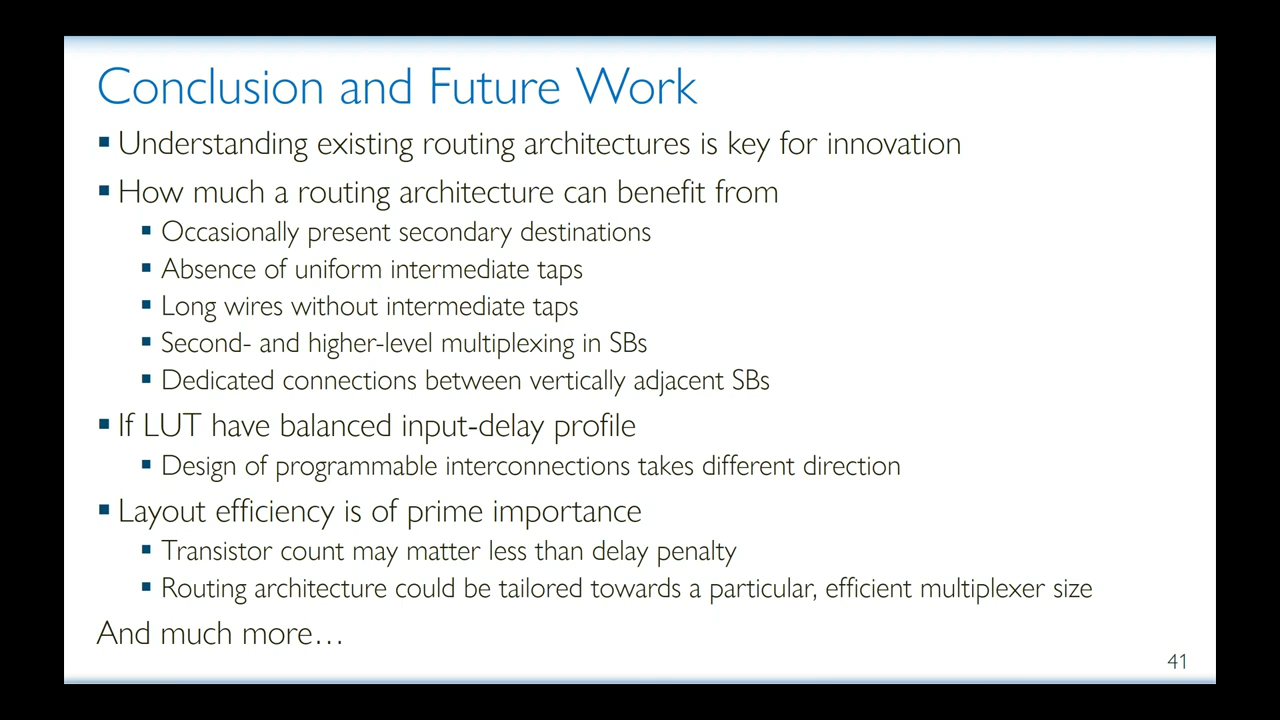 Conclusion and Future Work
▪ Understanding existing routing architectures is key for innovation
▪ How much a routing architecture can benefit from
▪ Occasionally present secondary destinations
▪ Absence of uniform intermediate taps
▪ Long wires without intermediate taps
▪ Second- and higher-level multiplexing in SBs
▪ Dedicated connections between vertically adjacent SBs
▪ If LUT have balanced input-delay profile
▪ Design of programmable interconnections takes different direction
▪ Layout efficiency is of prime importance
▪ Transistor count may matter less than delay penalty
▪ Routing architecture could be tailored towards a particular, efficient multiplexer size
And much more…
41